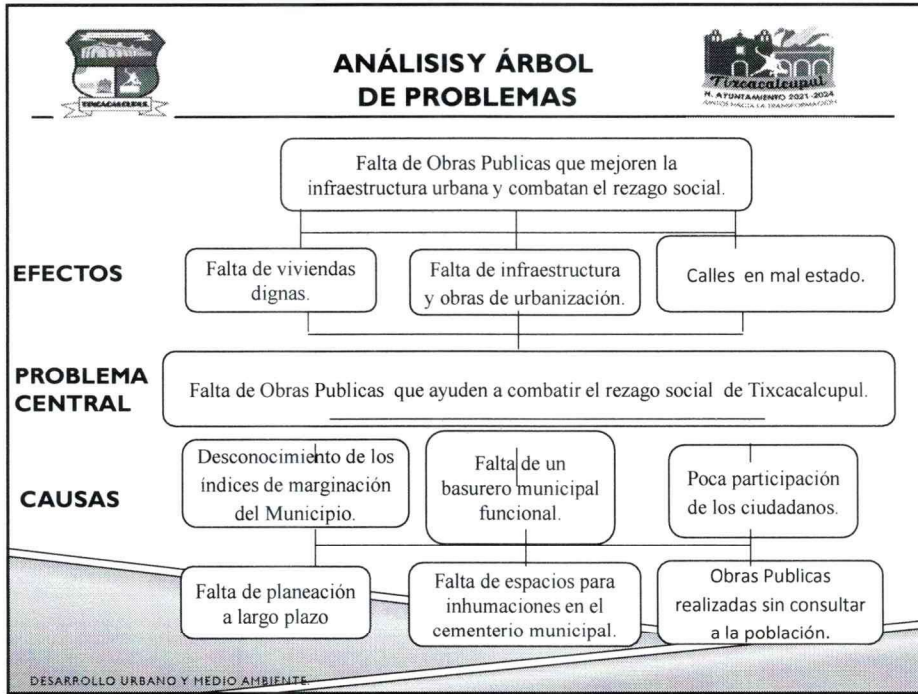 ANÁLISIS Y ÁRBOL
DE PROBLEMAS
TIXCACALCUPUL
Tixcacalcupul
H. AYUNTAMIENTO 2021-2024
JUNTOS HACIA LA TRANSFORMACIÓN
Falta de Obras Publicas que mejoren la
infraestructura urbana y combatan el rezago social.
EFECTOS
Falta de viviendas
dignas.
Falta de infraestructura
y obras de urbanización.
Calles en mal estado.
PROBLEMA
CENTRAL
Falta de Obras Publicas que ayuden a combatir el rezago social de Tixcacalcupul.
CAUSAS
Desconocimiento de los
índices de marginación
del Municipio.
Falta de un
basurero municipal
funcional.
Poca participación
de los ciudadanos.
Falta de planeación
a largo plazo
Falta de espacios para
inhumaciones en el
cementerio municipal.
Obras Publicas
realizadas sin consultar
a la población.
DESARROLLO URBANO Y MEDIO AMBIENTE